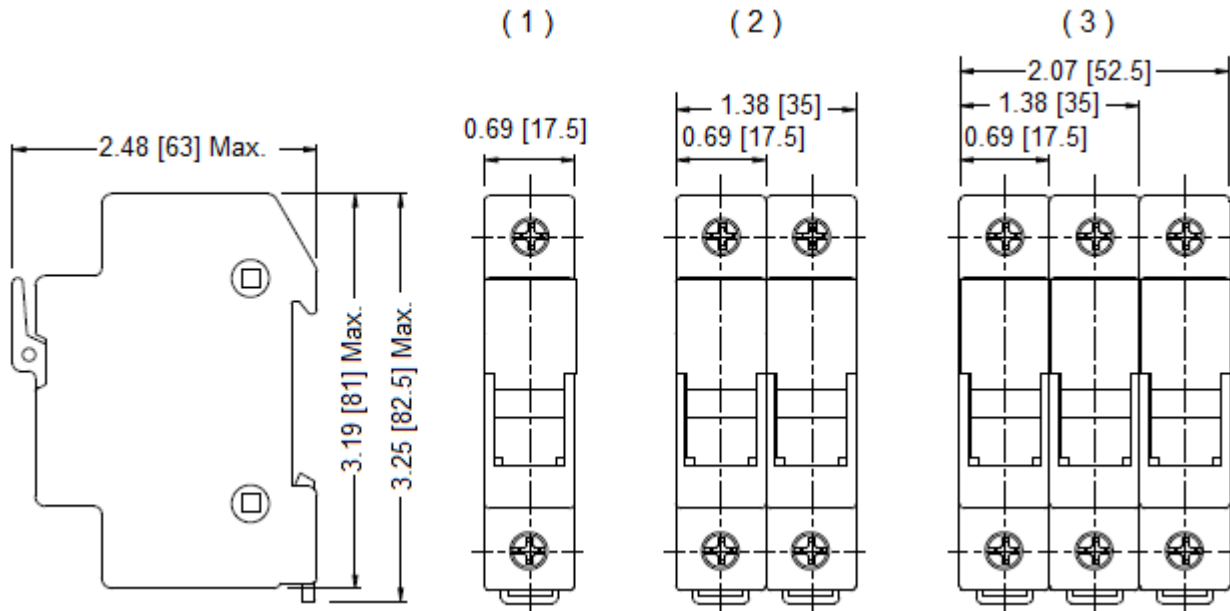 ( 1 )
( 2 )
( 3 )
2.07 [52.5]
1.38 [35]
1.38 [35]
0.69 [17.5]
0.69 [17.5]
0.69 [17.5]
2.48 [63] Max.
3.19 [81] Max.
3.25 [82.5] Max.